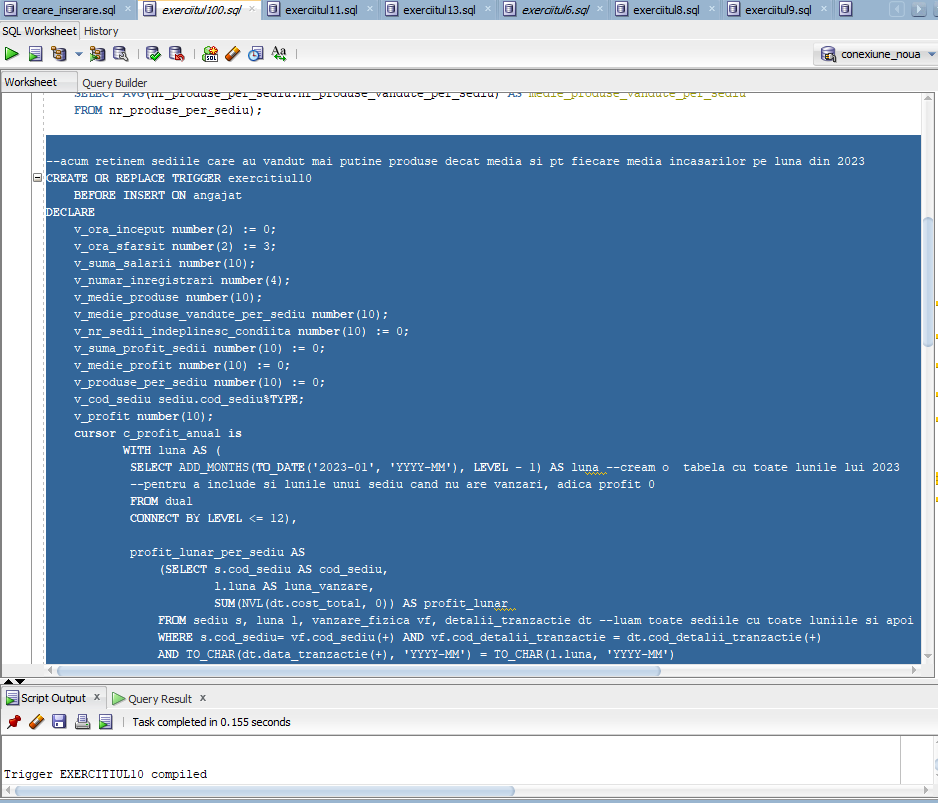 creare_inserare.sql exerciitul100.sql exerciitul11.sql exerciitul13.sql exerciitul6.sql exerciitul8.sql exerciitul9.sql
SQL Worksheet History
conexiune_noua
Worksheet Query Builder
SELECT AVG(nr_produse_per_sediu.nr_produse_vandute_per_sediu) AS medie_produse_vandute_per_sediu
FROM nr_produse_per_sediu);
--acum retinem sediile care au vandut mai putine produse decat media si pt fiecare media incasarilor pe luna din 2023
CREATE OR REPLACE TRIGGER exercitiul10
BEFORE INSERT ON angajat
DECLARE
v_ora_inceput number(2) := 0;
v_ora_sfarsit number(2) := 3;
v_suma_salarii number(10);
v_numar_inregistrari number(4);
v_medie_produse number(10);
v_medie_produse_vandute_per_sediu number(10);
v_nr_sedii_indeplinesc_condiita number(10) := 0;
v_suma_profit_sedii number(10) := 0;
v_medie_profit number(10) := 0;
v_produse_per_sediu number(10) := 0;
v_cod_sediu sediu.cod_sediu%TYPE;
v_profit number(10);
cursor c_profit_anual is
WITH luna AS (
SELECT ADD_MONTHS(TO_DATE('2023-01', 'YYYY-MM'), LEVEL - 1) AS luna --cream o  tabela cu toate lunile lui 2023
--pentru a include si lunile unui sediu cand nu are vanzari, adica profit 0
FROM dual
CONNECT BY LEVEL <= 12),
profit_lunar_per_sediu AS
(SELECT s.cod_sediu AS cod_sediu,
l.luna AS luna_vanzare,
SUM(NVL(dt.cost_total, 0)) AS profit_lunar
FROM sediu s, luna l, vanzare_fizica vf, detalii_tranzactie dt --luam toate sediile cu toate luniile si apoi
WHERE s.cod_sediu= vf.cod_sediu(+) AND vf.cod_detalii_tranzactie = dt.cod_detalii_tranzactie(+)
AND TO_CHAR(dt.data_tranzactie(+), 'YYYY-MM') = TO_CHAR(l.luna, 'YYYY-MM')
Script Output x Query Result x
Task completed in 0.155 seconds
Trigger EXERCITIUL10 compiled